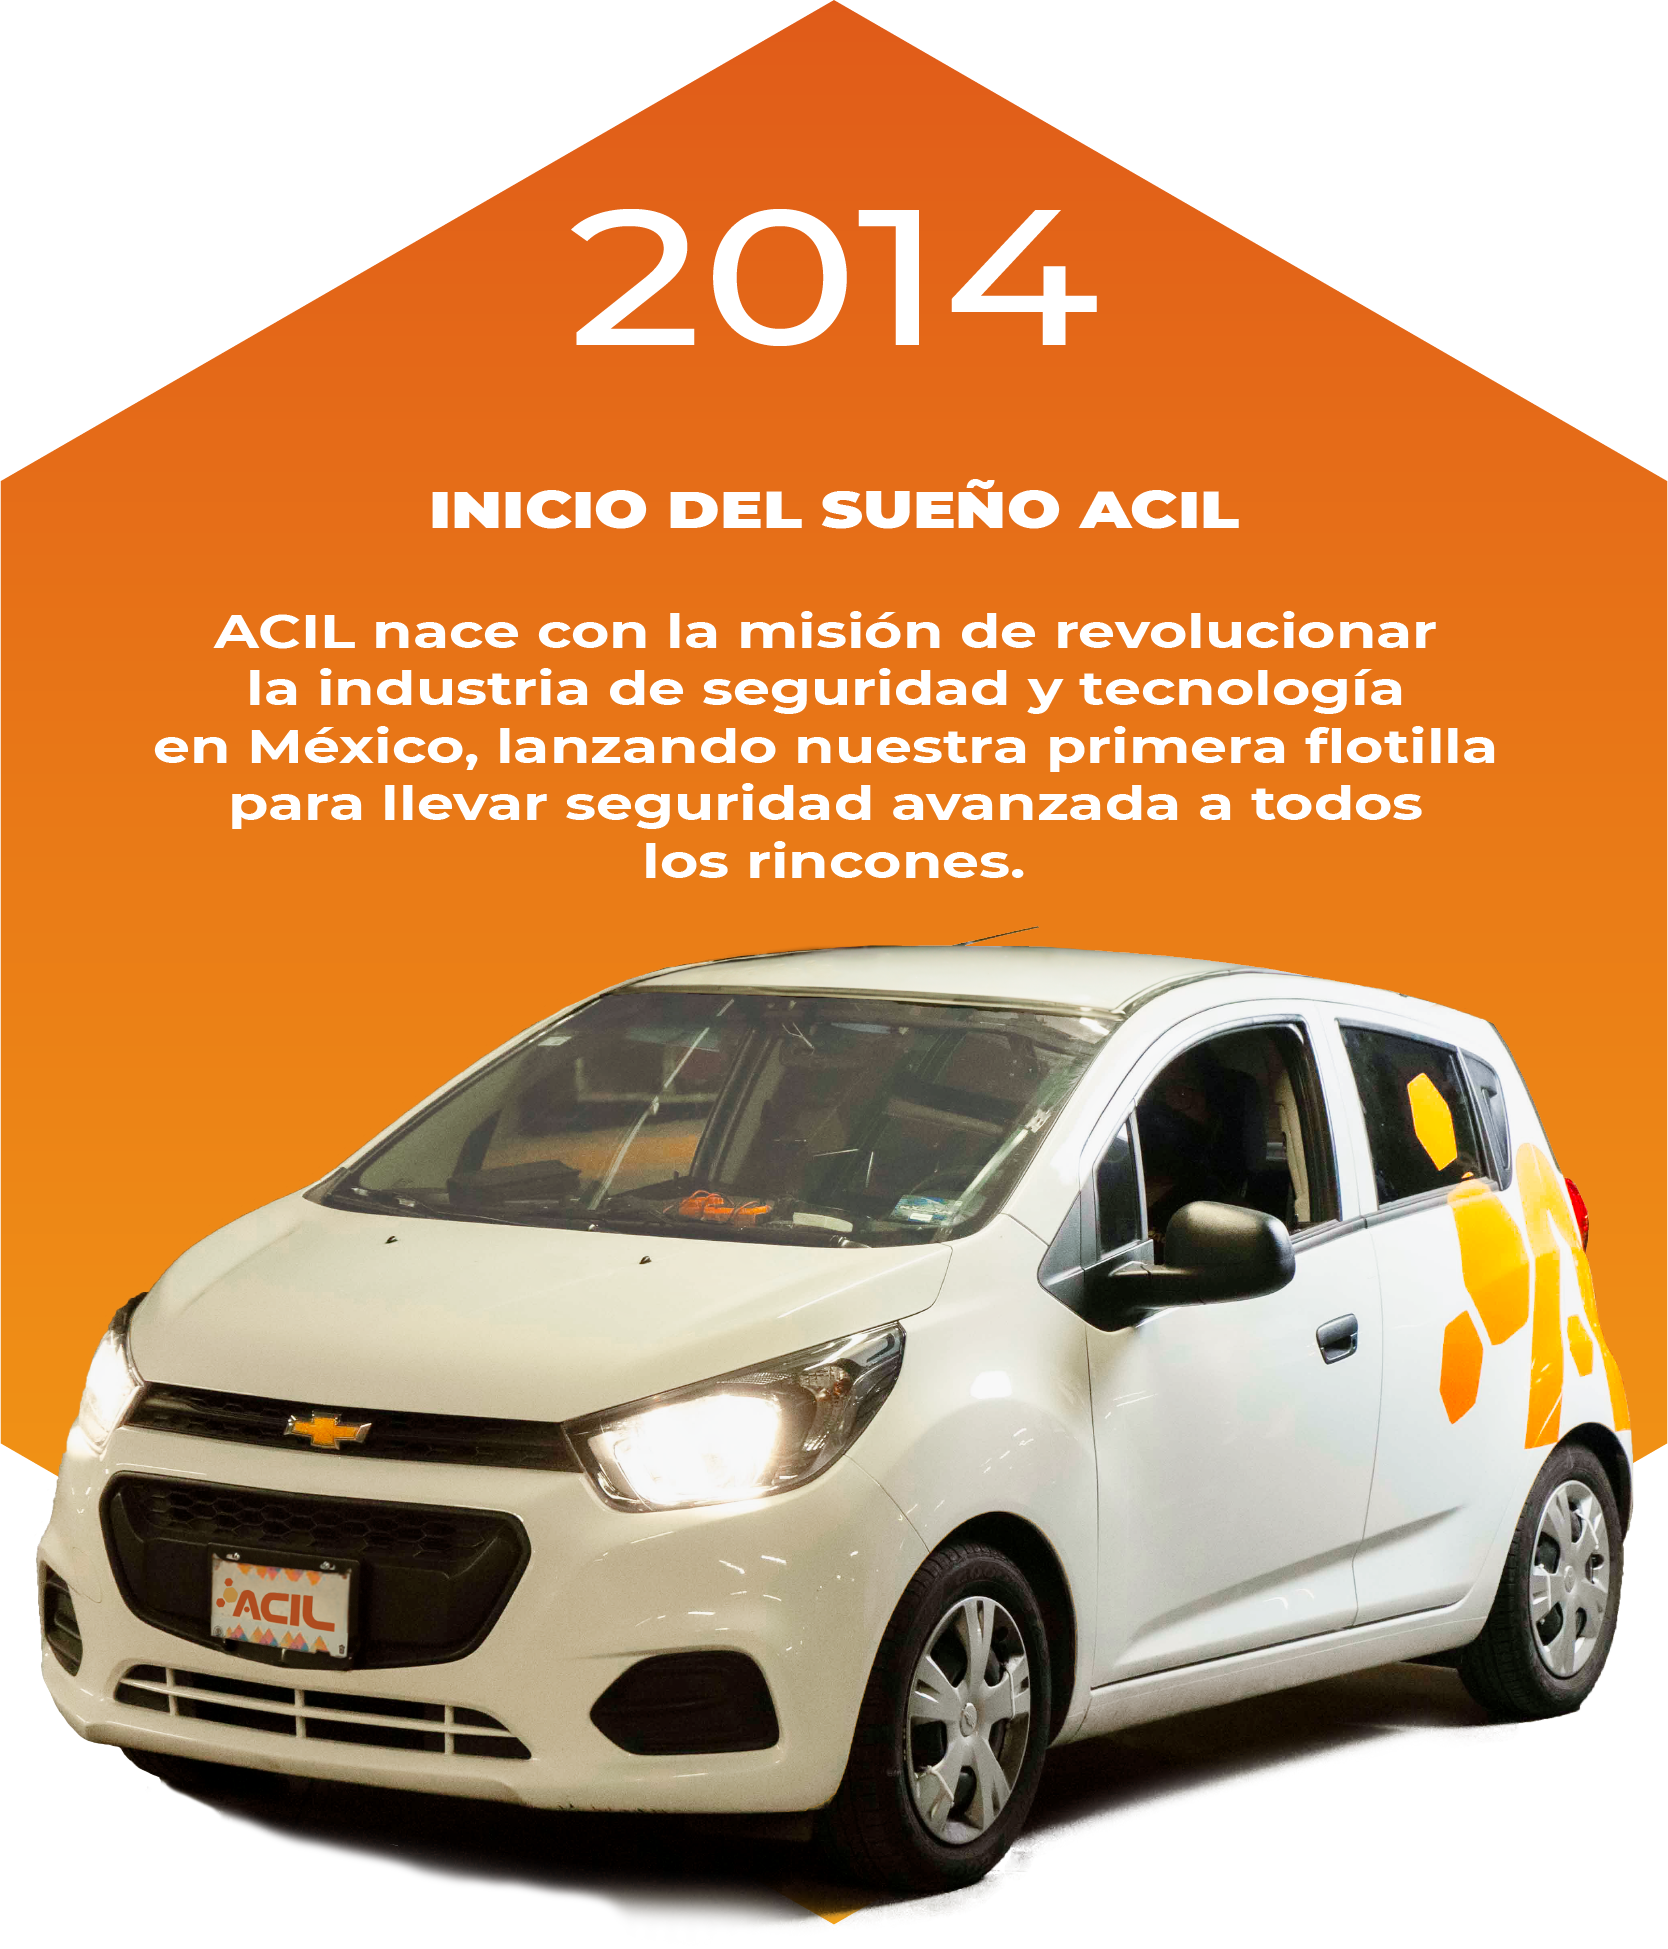 2014
INICIO DEL SUEÑO ACIL
ACIL nace con la misión de revolucionar
la industria de seguridad y tecnología
en México, lanzando nuestra primera flotilla
para llevar seguridad avanzada a todos
los rincones.
ACIL